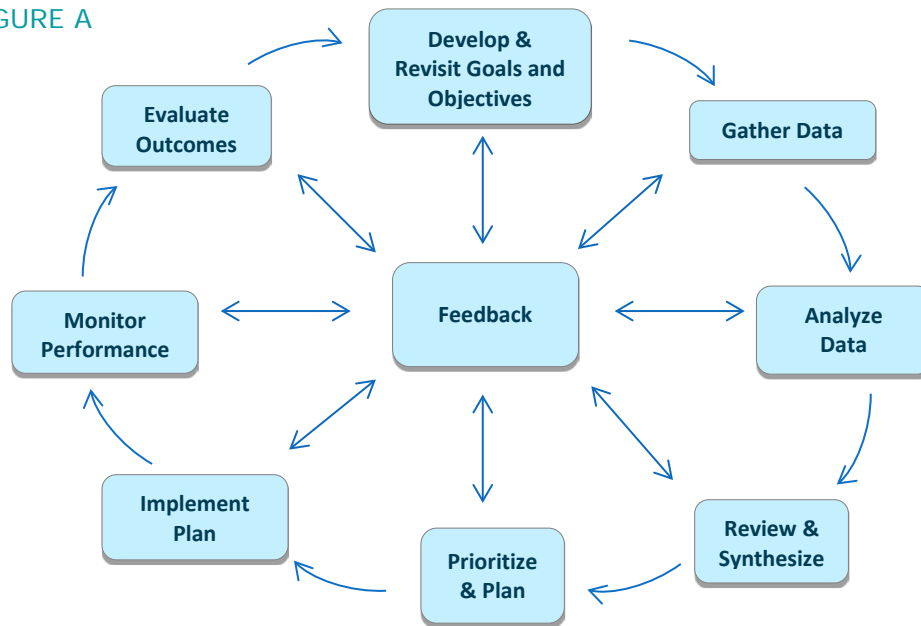 GURE A
Develop &
Revisit Goals and
Objectives
Evaluate
Outcomes
Gather Data
Feedback
Monitor
Performance
Analyze
Data
Implement
Plan
Review &
Synthesize
Prioritize
& Plan